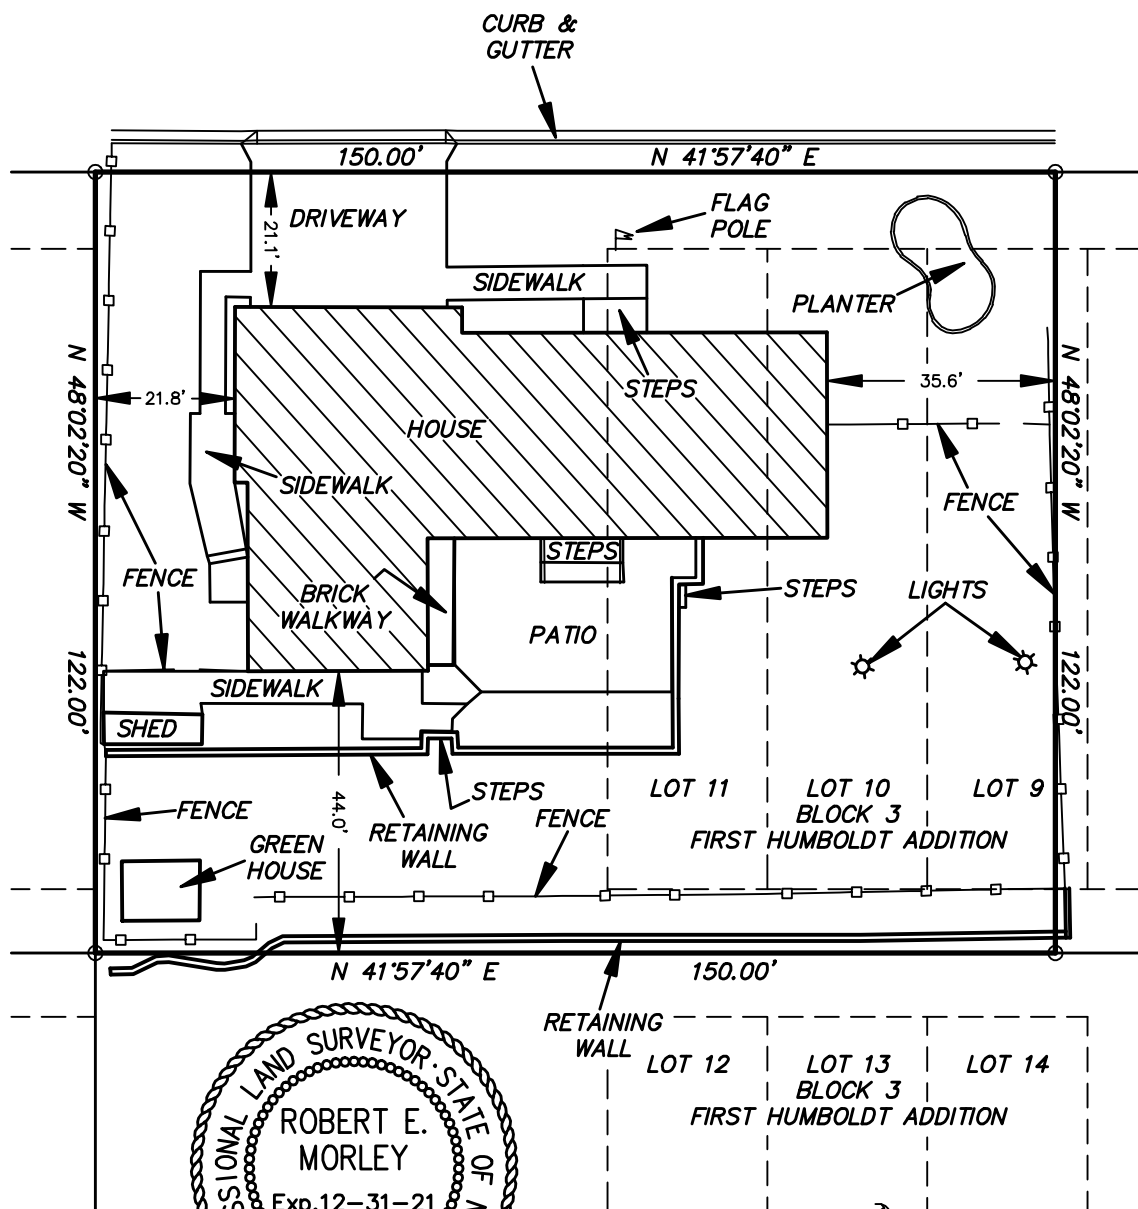 CURB &
GUTTER
150.00'
N 41°57'40" E
DRIVEWAY
21.1'
FLAG
POLE
SIDEWALK
PLANTER
STEPS
N 48°02'20" W
21.8'
35.6'
N 48°02'20" W
HOUSE
SIDEWALK
FENCE
FENCE
STEPS
BRICK
WALKWAY
STEPS
LIGHTS
PATIO
122.00'
122.00'
SIDEWALK
SHED
44.0'
STEPS
LOT 11
LOT 10
LOT 9
BLOCK 3
FIRST HUMBOLDT ADDITION
FENCE
FENCE
RETAINING
WALL
GREEN
HOUSE
N 41°57'40" E
150.00'
RETAINING
WALL
LOT 12
LOT 13
LOT 14
BLOCK 3
FIRST HUMBOLDT ADDITION
SSIONAL LAND SURVEYOR·STATE OF
ROBERT E.
MORLEY
Exp.12-31-21